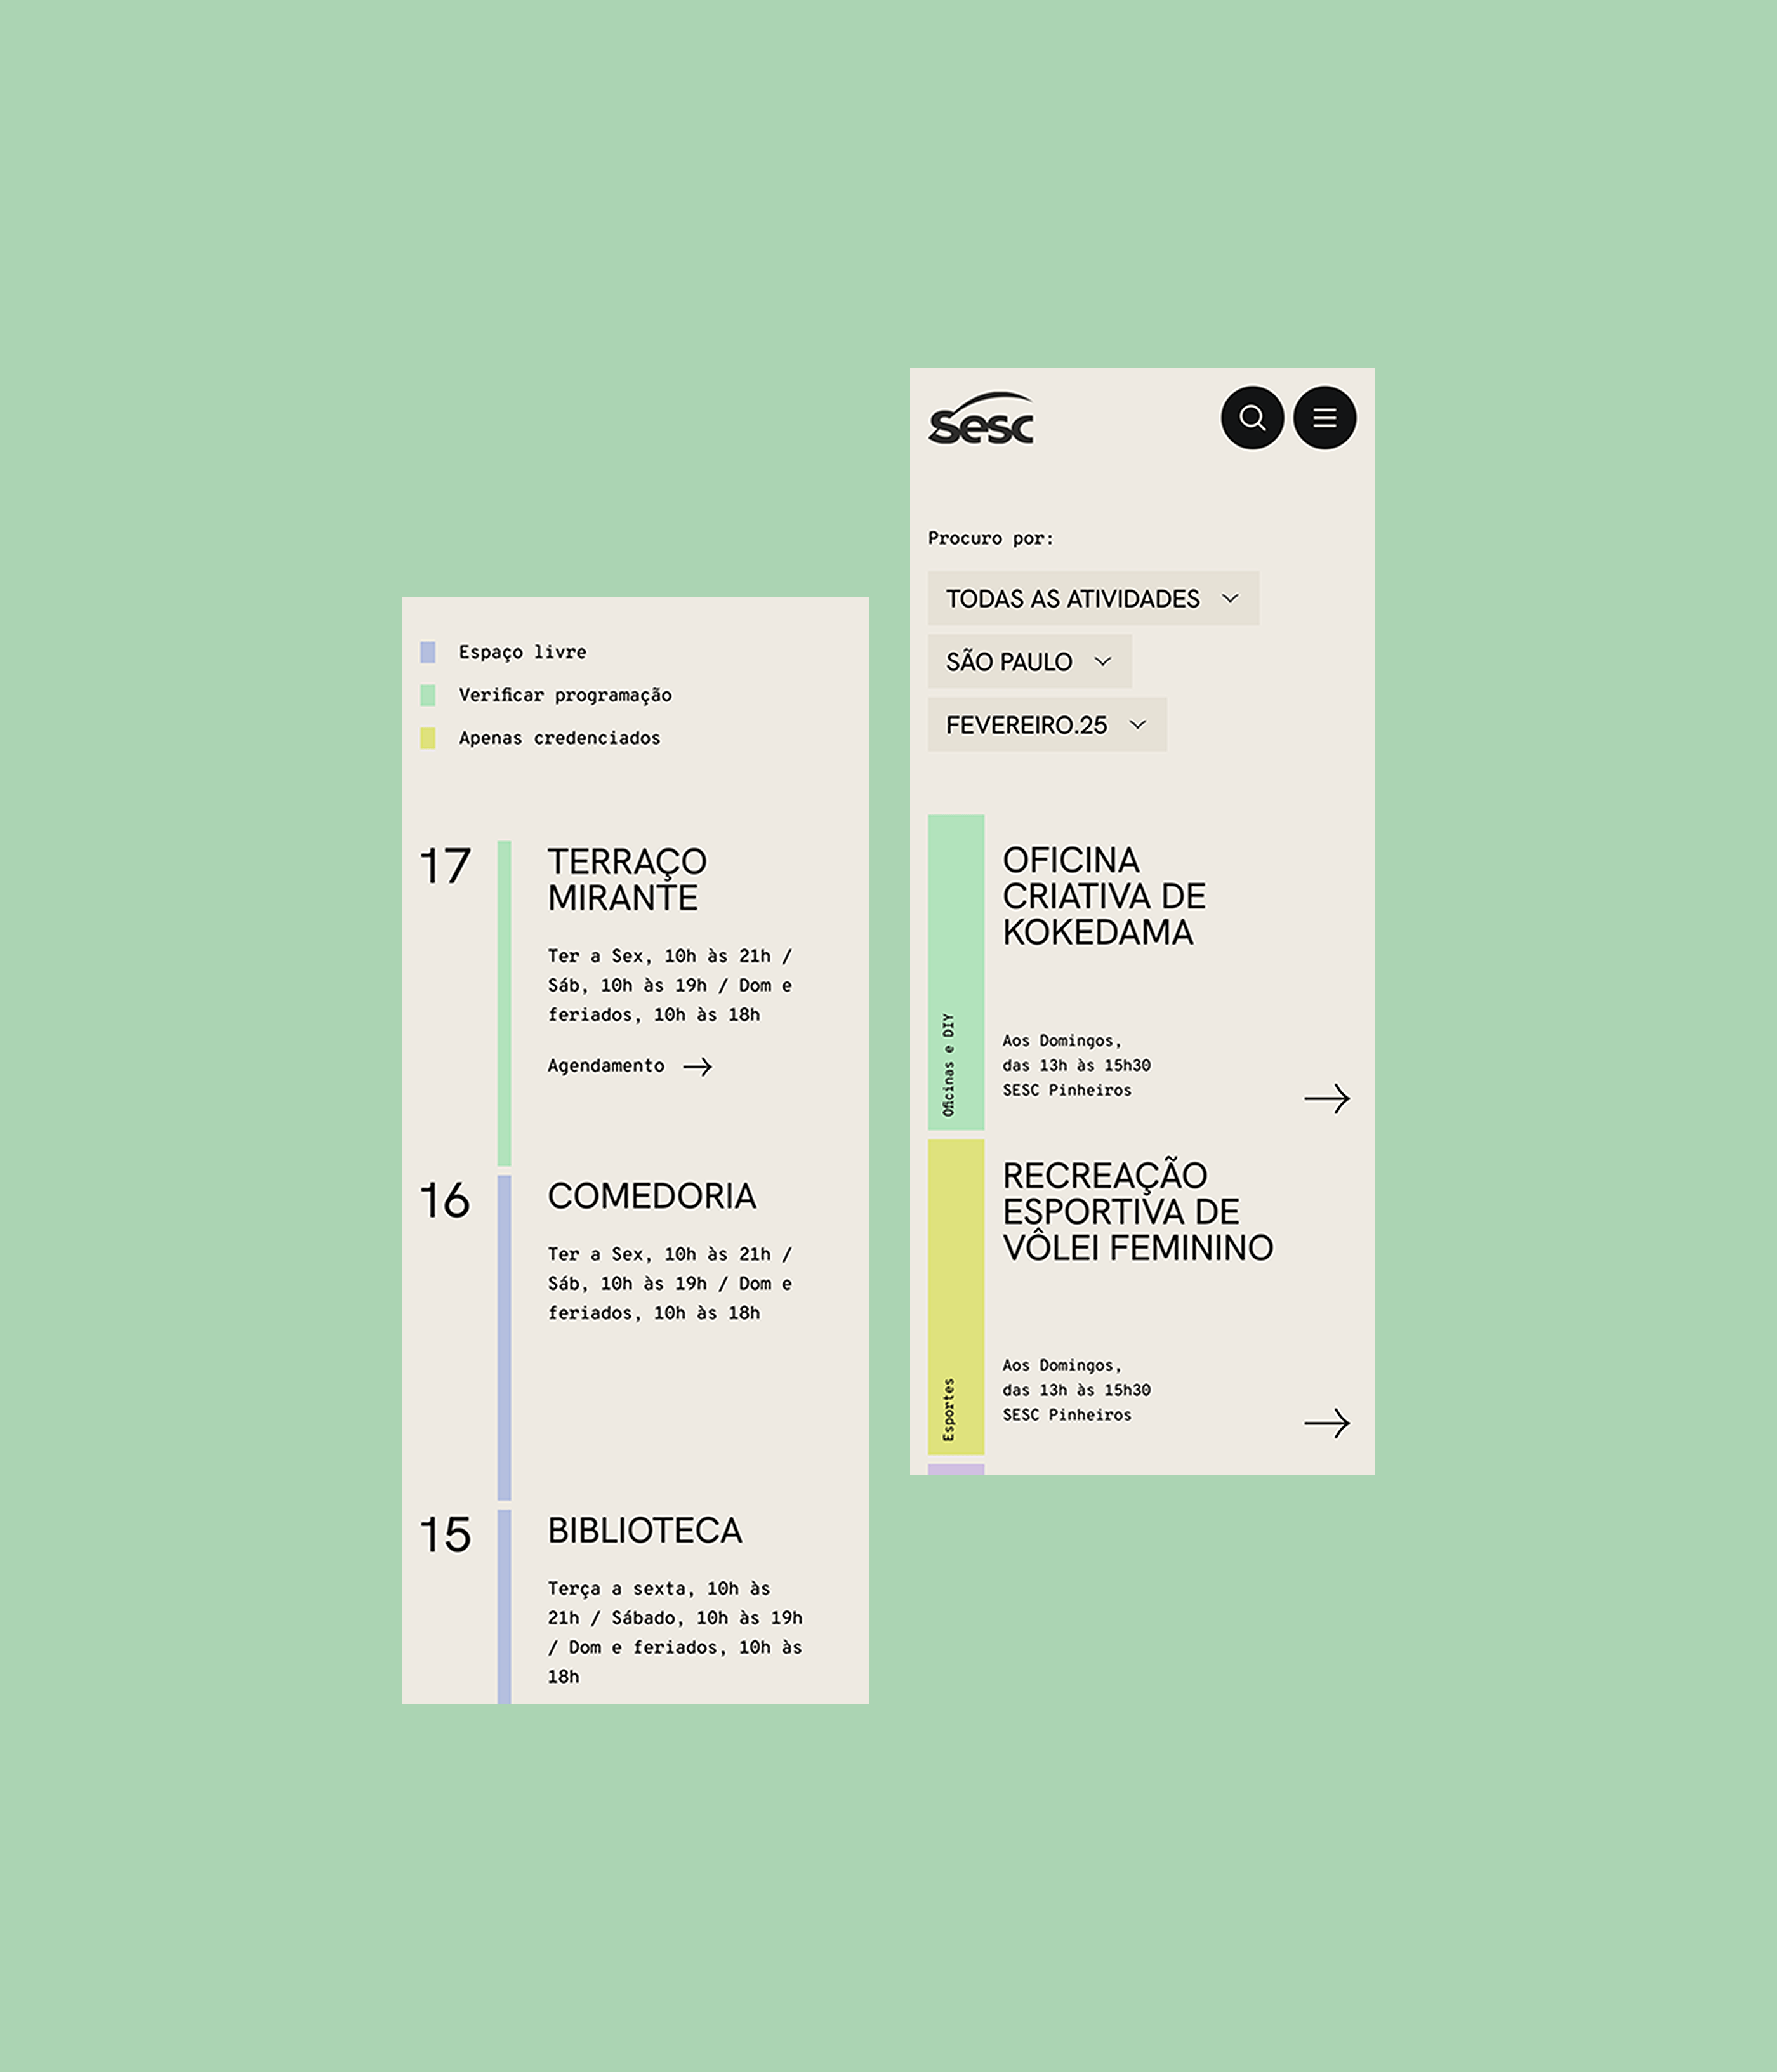 Espaço livre
Verificar programação
Apenas credenciados
17
TERRAÇO
MIRANTE
Ter a Sex, 10h às 21h /
Sáb, 10h às 19h / Dom e
feriados, 10h às 18h
Agendamento
16
COMEDORIA
Ter a Sex, 10h às 21h /
Sáb, 10h às 19h / Dom e
feriados, 10h às 18h
15
BIBLIOTECA
Terça a sexta, 10h às
21h / Sábado, 10h às 19h
/ Dom e feriados, 10h às
18h
sesc
Procuro por:
TODAS AS ATIVIDADES
SÃO PAULO
FEVEREIRO.25
Oficinas e DIY
OFICINA
CRIATIVA DE
KOKEDAMA
Aos Domingos,
das 13h às 15h30
SESC Pinheiros
Esportes
RECREAÇÃO
ESPORTIVA DE
VÔLEI FEMININO
Aos Domingos,
das 13h às 15h30
SESC Pinheiros